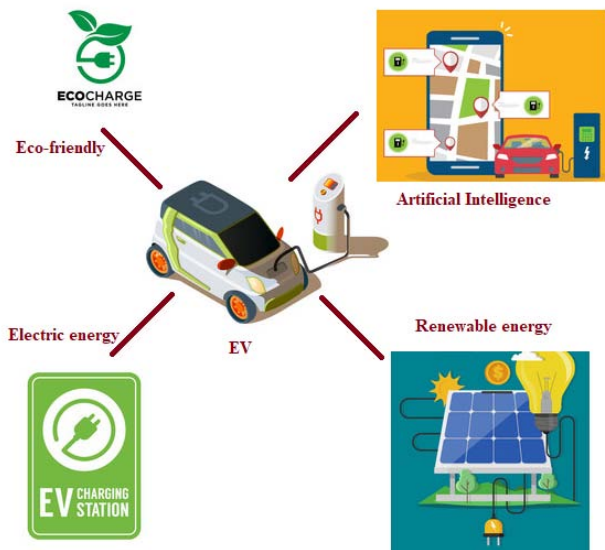 ECOCHARGE
TAGLINE GOES HERE
Eco-friendly
Artificial Intelligence
Electric energy
EV
Renewable energy
EV CHARGING
STATION